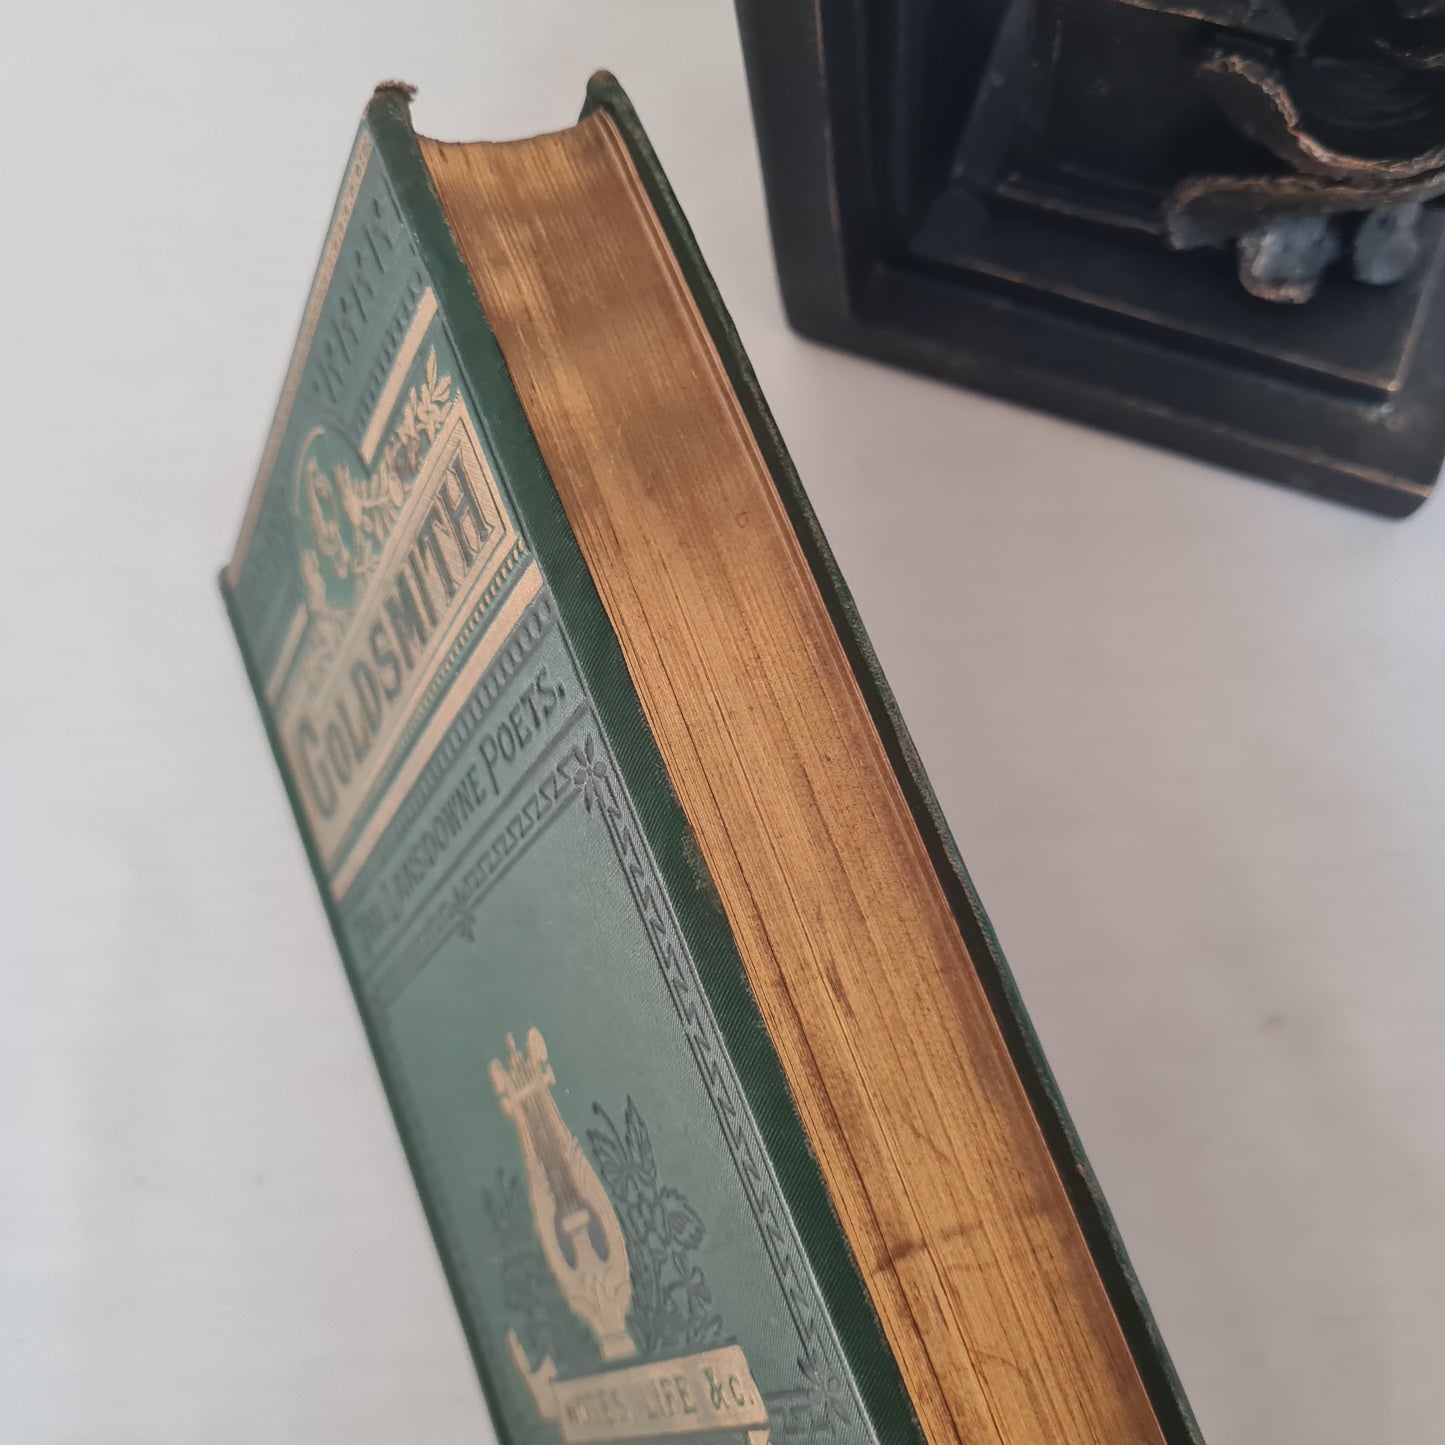 GOLDSMITH
THE LANSDOWNE POETS.
NOTES, LIFE, &C.